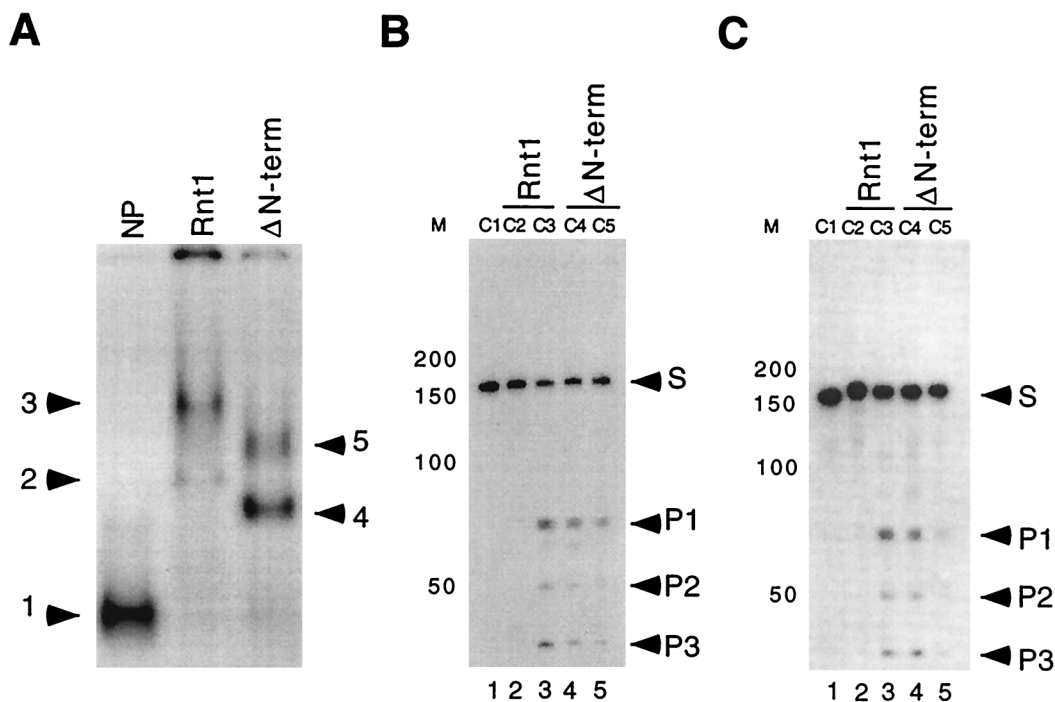 A
B
C
NP
Rnt1
ΔN-term
3
2
1
5
4
Rnt1
ΔN-term
M
C1 C2 C3 C4 C5
200
150
100
50
S
P1
P2
P3
1 2 3 4 5
Rnt1
ΔN-term
M
C1 C2 C3 C4 C5
200
150
100
50
S
P1
P2
P3
1 2 3 4 5